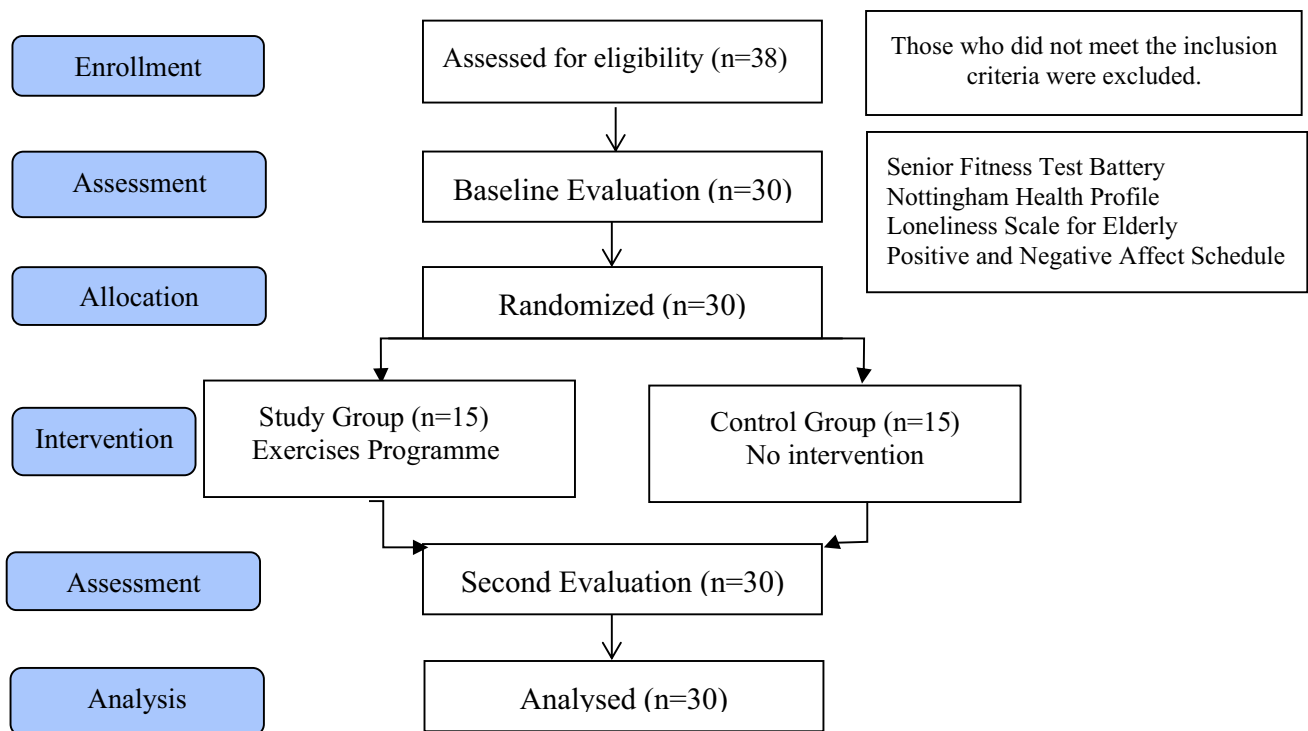 Enrollment
Assessed for eligibility (n=38)
Those who did not meet the inclusion
criteria were excluded.
Assessment
Baseline Evaluation (n=30)
Senior Fitness Test Battery
Nottingham Health Profile
Loneliness Scale for Elderly
Positive and Negative Affect Schedule
Allocation
Randomized (n=30)
Intervention
Study Group (n=15)
Exercises Programme
Control Group (n=15)
No intervention
Assessment
Second Evaluation (n=30)
Analysis
Analysed (n=30)